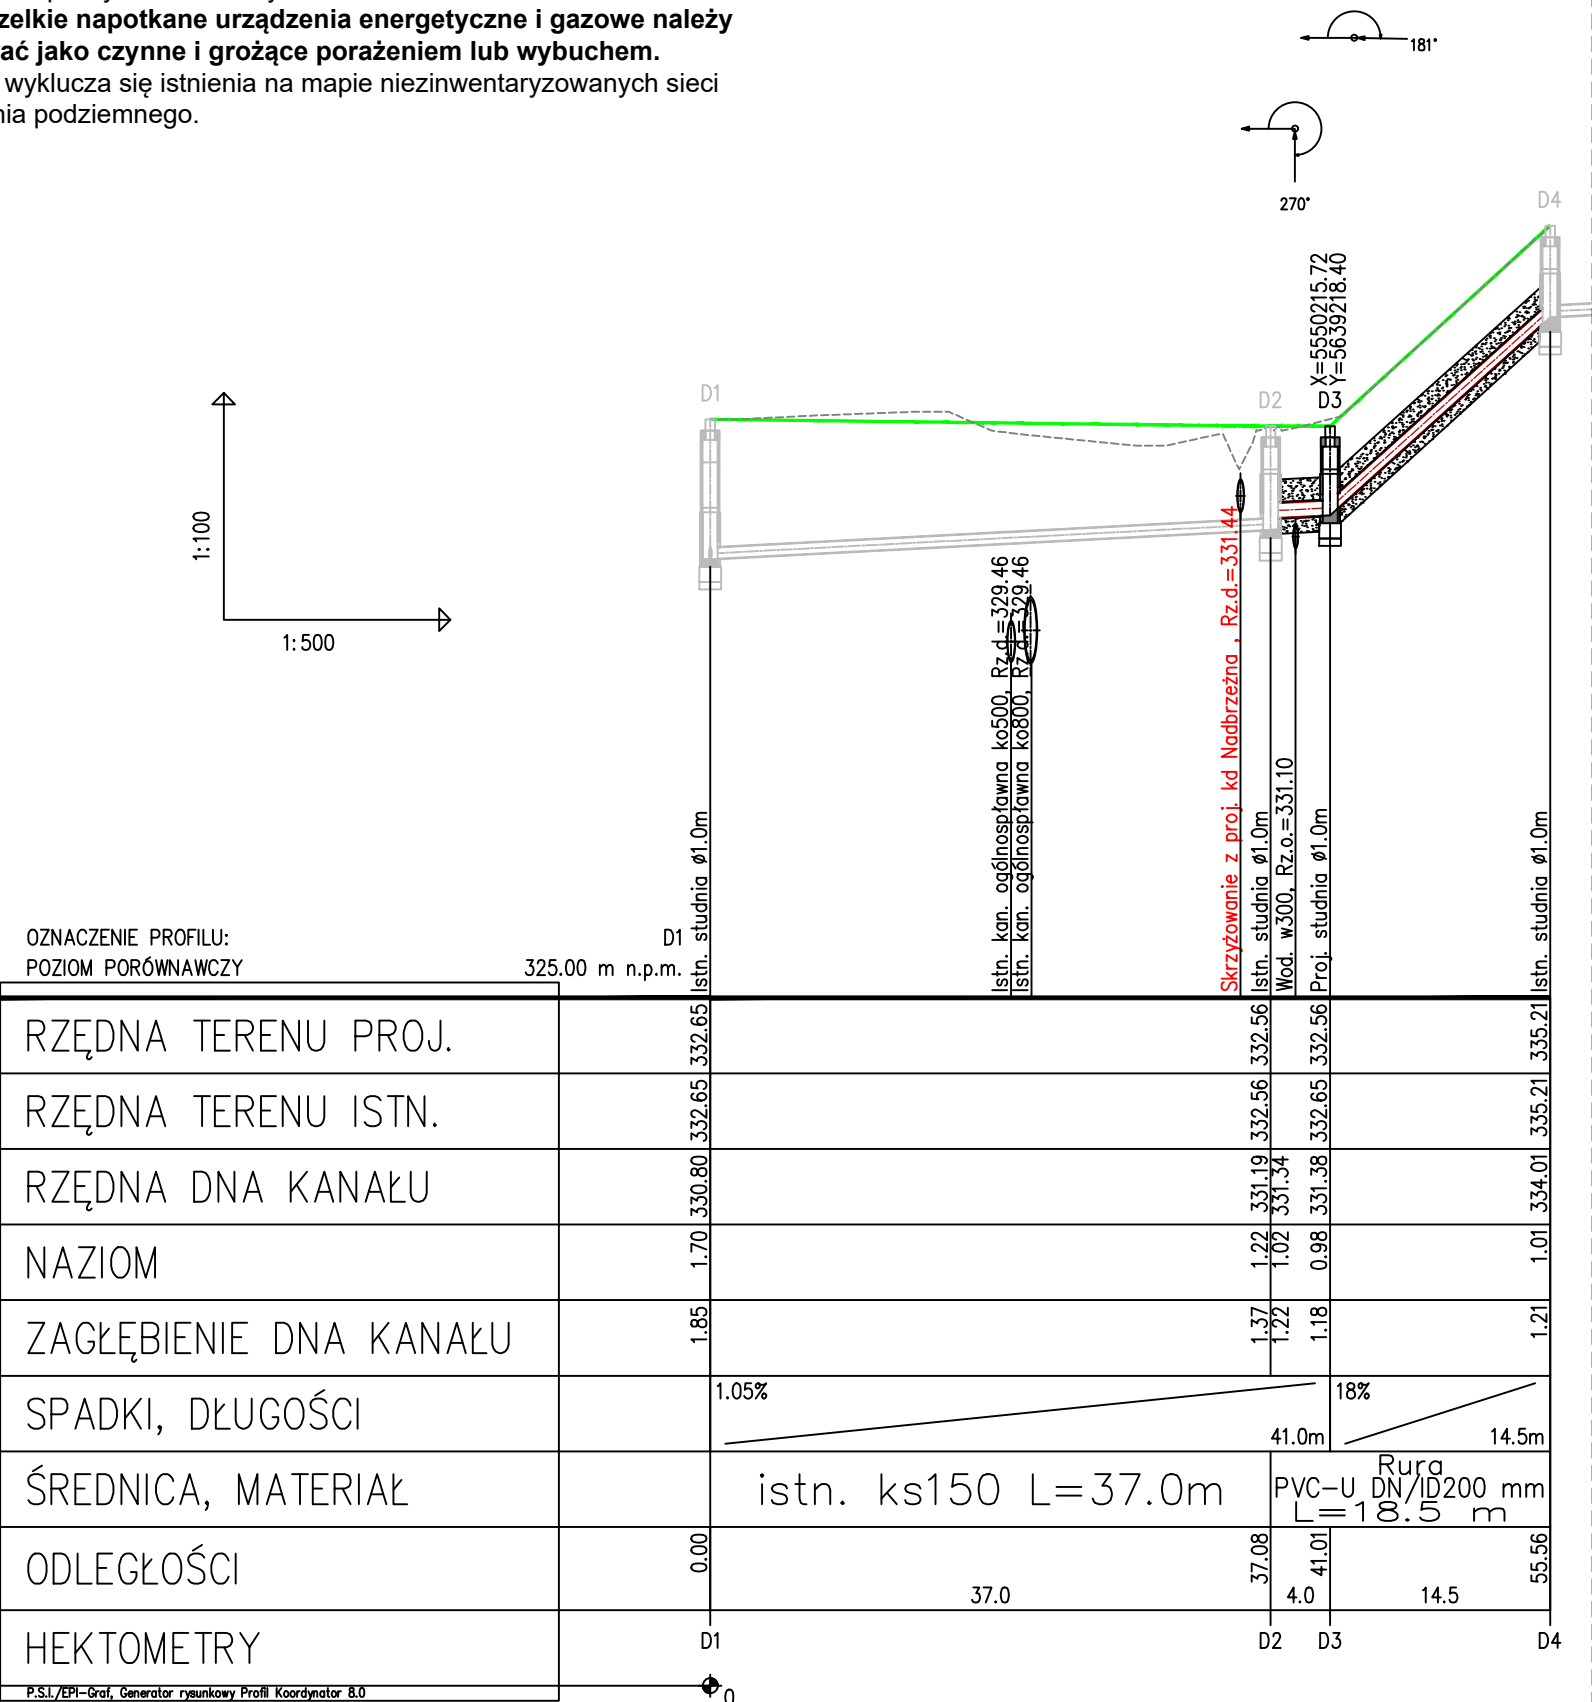 zelkie napotkane urządzenia energetyczne i gazowe należy
ać jako czynne i grożące porażeniem lub wybuchem.
wyklucza się istnienia na mapie niezinwentaryzowanych sieci
nia podziemnego.
181°
270°
D4
X=5550215.72
Y=5639218.40
D1
D2
D3
1:100
1:500
Istn. studnia ø1.0m
Istn. kan. ogólnospławna ko500, Rz.d.=329.46
Istn. kan. ogólnospławna ko800, Rz.d.=329.46
Skrzyżowanie z proj. kd Nadbrzeżna , Rz.d.=331.44
Istn. studnia ø1.0m
Wod. w300, Rz.o.=331.10
Proj. studnia ø1.0m
Istn. studnia ø1.0m
OZNACZENIE PROFILU: D1
POZIOM PORÓWNAWCZY 325.00 m n.p.m.
RZĘDNA TERENU PROJ. 332.65 332.56 332.56 335.21
RZĘDNA TERENU ISTN. 332.65 332.56 332.65 335.21
RZĘDNA DNA KANAŁU 330.80 331.19 331.34 331.38 334.01
NAZIOM 1.70 1.22 1.02 0.98 1.01
ZAGŁĘBIENIE DNA KANAŁU 1.85 1.37 1.22 1.18 1.21
SPADKI, DŁUGOŚCI 1.05% 41.0m 18% 14.5m
ŚREDNICA, MATERIAŁ istn. ks150 L=37.0m
Rura
PVC-U DN/ID200 mm
L=18.5 m
ODLEGŁOŚCI 0.00 37.08 41.01 55.56
37.0 4.0 14.5
HEKTOMETRY D1 D2 D3 D4
P.S.I./EPI-Graf, Generator rysunkowy Profil Koordynator 8.0
0